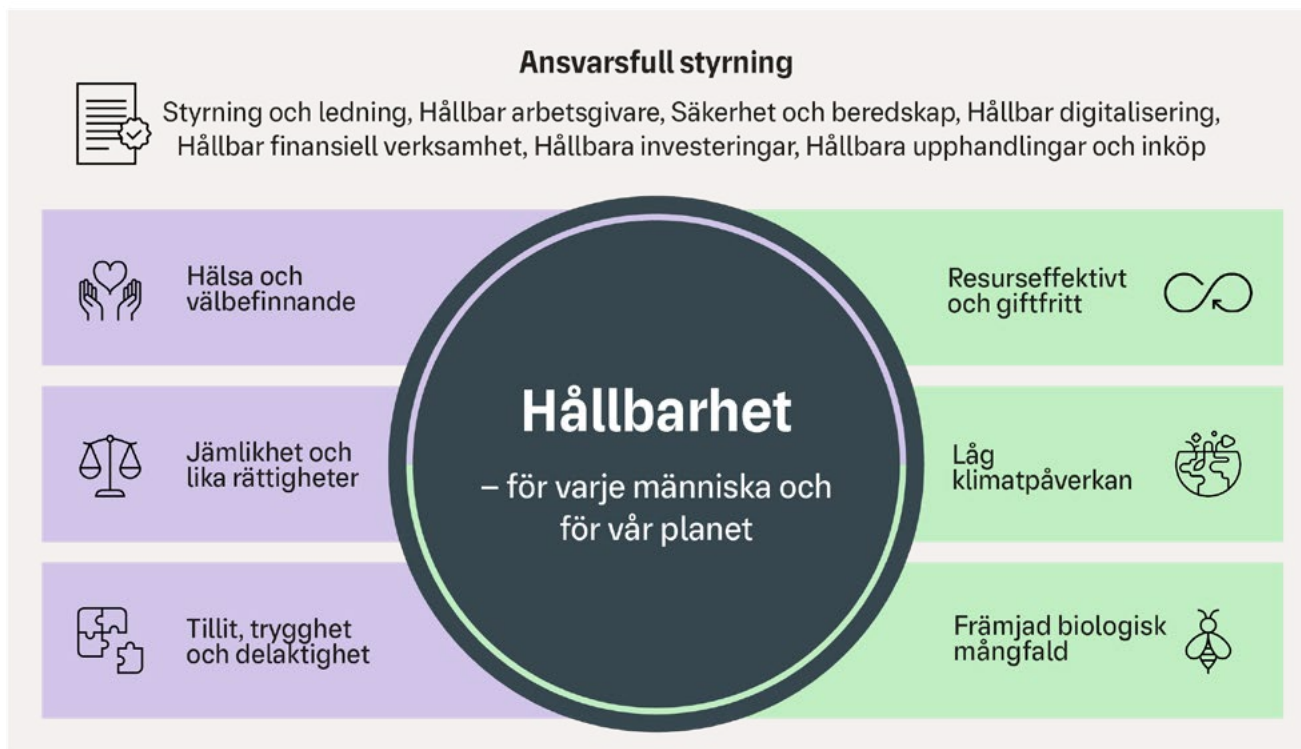 Ansvarsfull styrning
Styrning och ledning, Hållbar arbetsgivare, Säkerhet och beredskap, Hållbar digitalisering,
Hållbar finansiell verksamhet, Hållbara investeringar, Hållbara upphandlingar och inköp
Hälsa och
välbefinnande
Jämlikhet och
lika rättigheter
Tillit, trygghet
och delaktighet
Hållbarhet
– för varje människa och
för vår planet
Resurseffektivt
och giftfritt
Låg
klimatpåverkan
Främjad biologisk
mångfald